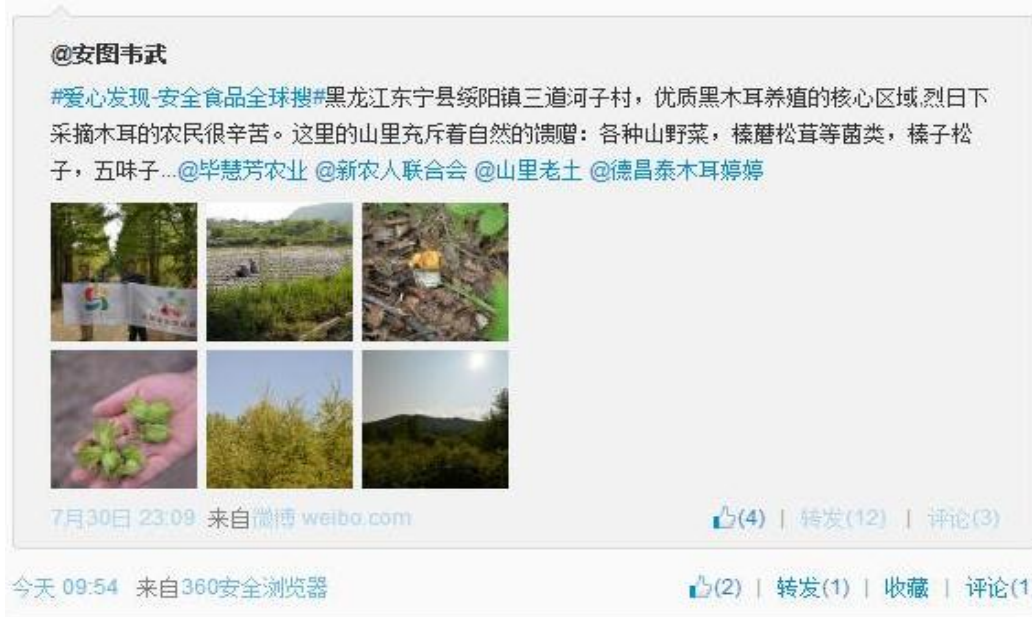 @安图韦武
#爱心发现-安全食品全球搜#黑龙江东宁县绥阳镇三道河子村，优质黑木耳养殖的核心区域,烈日下
采摘木耳的农民很辛苦。这里的山里充斥着自然的馈赠：各种山野菜，榛蘑松茸等菌类，榛子松
子，五味子...@毕慧芳农业 @新农人联合会 @山里老土 @德昌泰木耳婷婷
7月30日 23:09 来自微博 weibo.com (4) | 转发(12) | 评论(3)
今天 09:54 来自360安全浏览器 (2) | 转发(1) | 收藏 | 评论(1